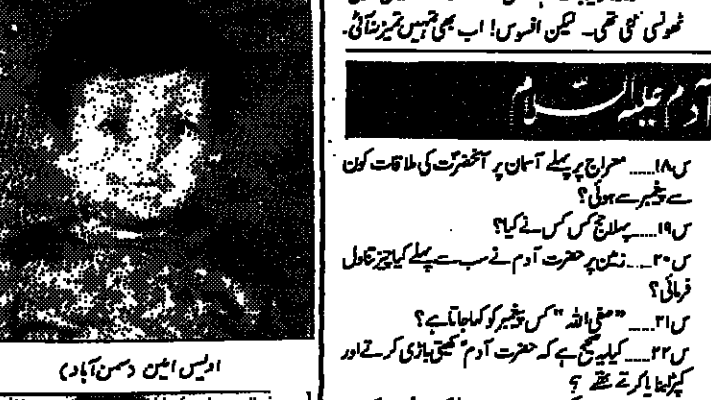 ٹھونسی گئی تھی۔ لیکن افسوس! اب بھی تمہیں تمیز نہ آئی۔
آدم علیہ السلام
س۱۸..... معراج پر پہلے آسمان پر آنحضرتؐ کی ملاقات کون
سے پیغمبر سے ہوئی؟
س۱۹..... پہلا حج کس کس نے کیا؟
س۲۰..... زمین پر حضرت آدم نے سب سے پہلے کیا چیز تناول
فرمائی؟
س۲۱..... "صفی اللہ" کس پیغمبر کو کہا جاتا ہے؟
س۲۲..... کیا یہ صحیح ہے کہ حضرت آدمؑ کھیتی باڑی کرتے اور
کپڑا بنایا کرتے تھے ؟
اویس امین (سمن آباد)